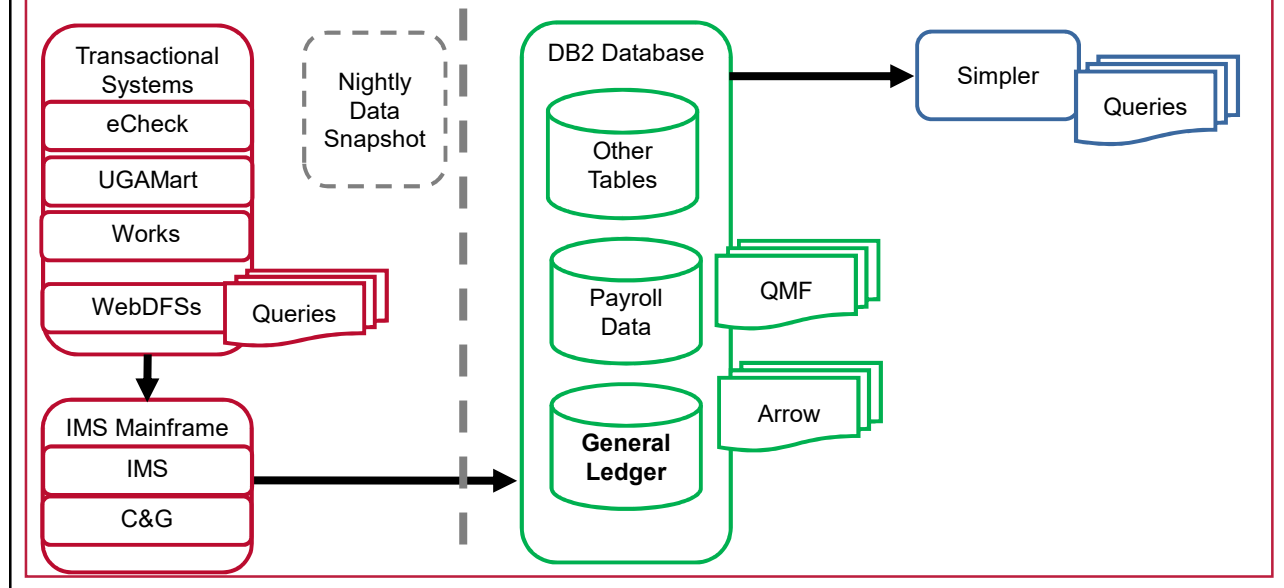 Transactional
Systems
eCheck
UGAMart
Works
WebDFSs
Queries
IMS Mainframe
IMS
C&G
Nightly
Data
Snapshot
DB2 Database
Other
Tables
Payroll
Data
General
Ledger
QMF
Arrow
Simpler
Queries